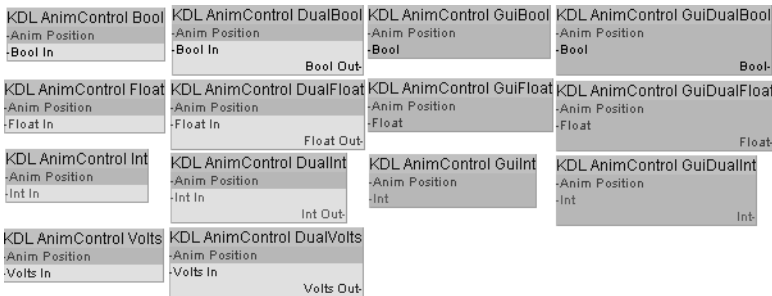 KDL AnimControl Bool
-Anim Position
-Bool In
KDL AnimControl DualBool
-Anim Position
-Bool In
Bool Out-
KDL AnimControl GuiBool
-Anim Position
-Bool
KDL AnimControl GuiDualBool
-Anim Position
-Bool
Bool-
KDL AnimControl Float
-Anim Position
-Float In
KDL AnimControl DualFloat
-Anim Position
-Float In
Float Out-
KDL AnimControl GuiFloat
-Anim Position
-Float
KDL AnimControl GuiDualFloat
-Anim Position
-Float
Float-
KDL AnimControl Int
-Anim Position
-Int In
KDL AnimControl DualInt
-Anim Position
-Int In
Int Out-
KDL AnimControl GuiInt
-Anim Position
-Int
KDL AnimControl GuiDualInt
-Anim Position
-Int
Int-
KDL AnimControl Volts
-Anim Position
-Volts In
KDL AnimControl DualVolts
-Anim Position
-Volts In
Volts Out-